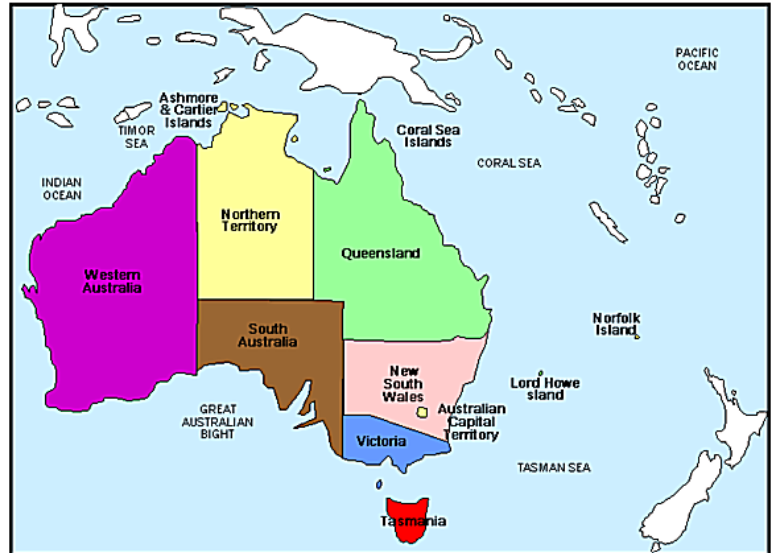 PACIFIC
OCEAN
Ashmore
& Cartier
Islands
TIMOR
SEA
Coral Sea
Islands
CORAL SEA
INDIAN
OCEAN
Northern
Territory
Queensland
Western
Australia
South
Australia
Norfolk
Island
New
South
Wales
Lord Howe
sland
GREAT
AUSTRALIAN
BIGHT
Australian
Capital
Territory
Victoria
TASMAN SEA
Tasmania